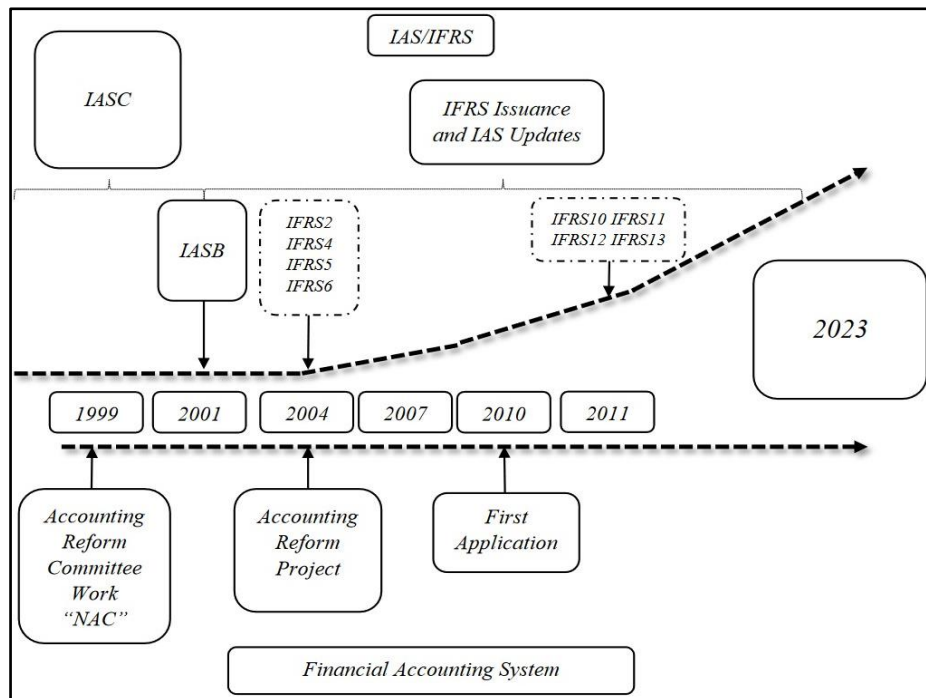 IAS/IFRS
IASC
IFRS Issuance
and IAS Updates
IASB
IFRS2
IFRS4
IFRS5
IFRS6
IFRS10 IFRS11
IFRS12 IFRS13
2023
1999
2001
2004
2007
2010
2011
Accounting
Reform
Committee
Work
“NAC”
Accounting
Reform
Project
First
Application
Financial Accounting System